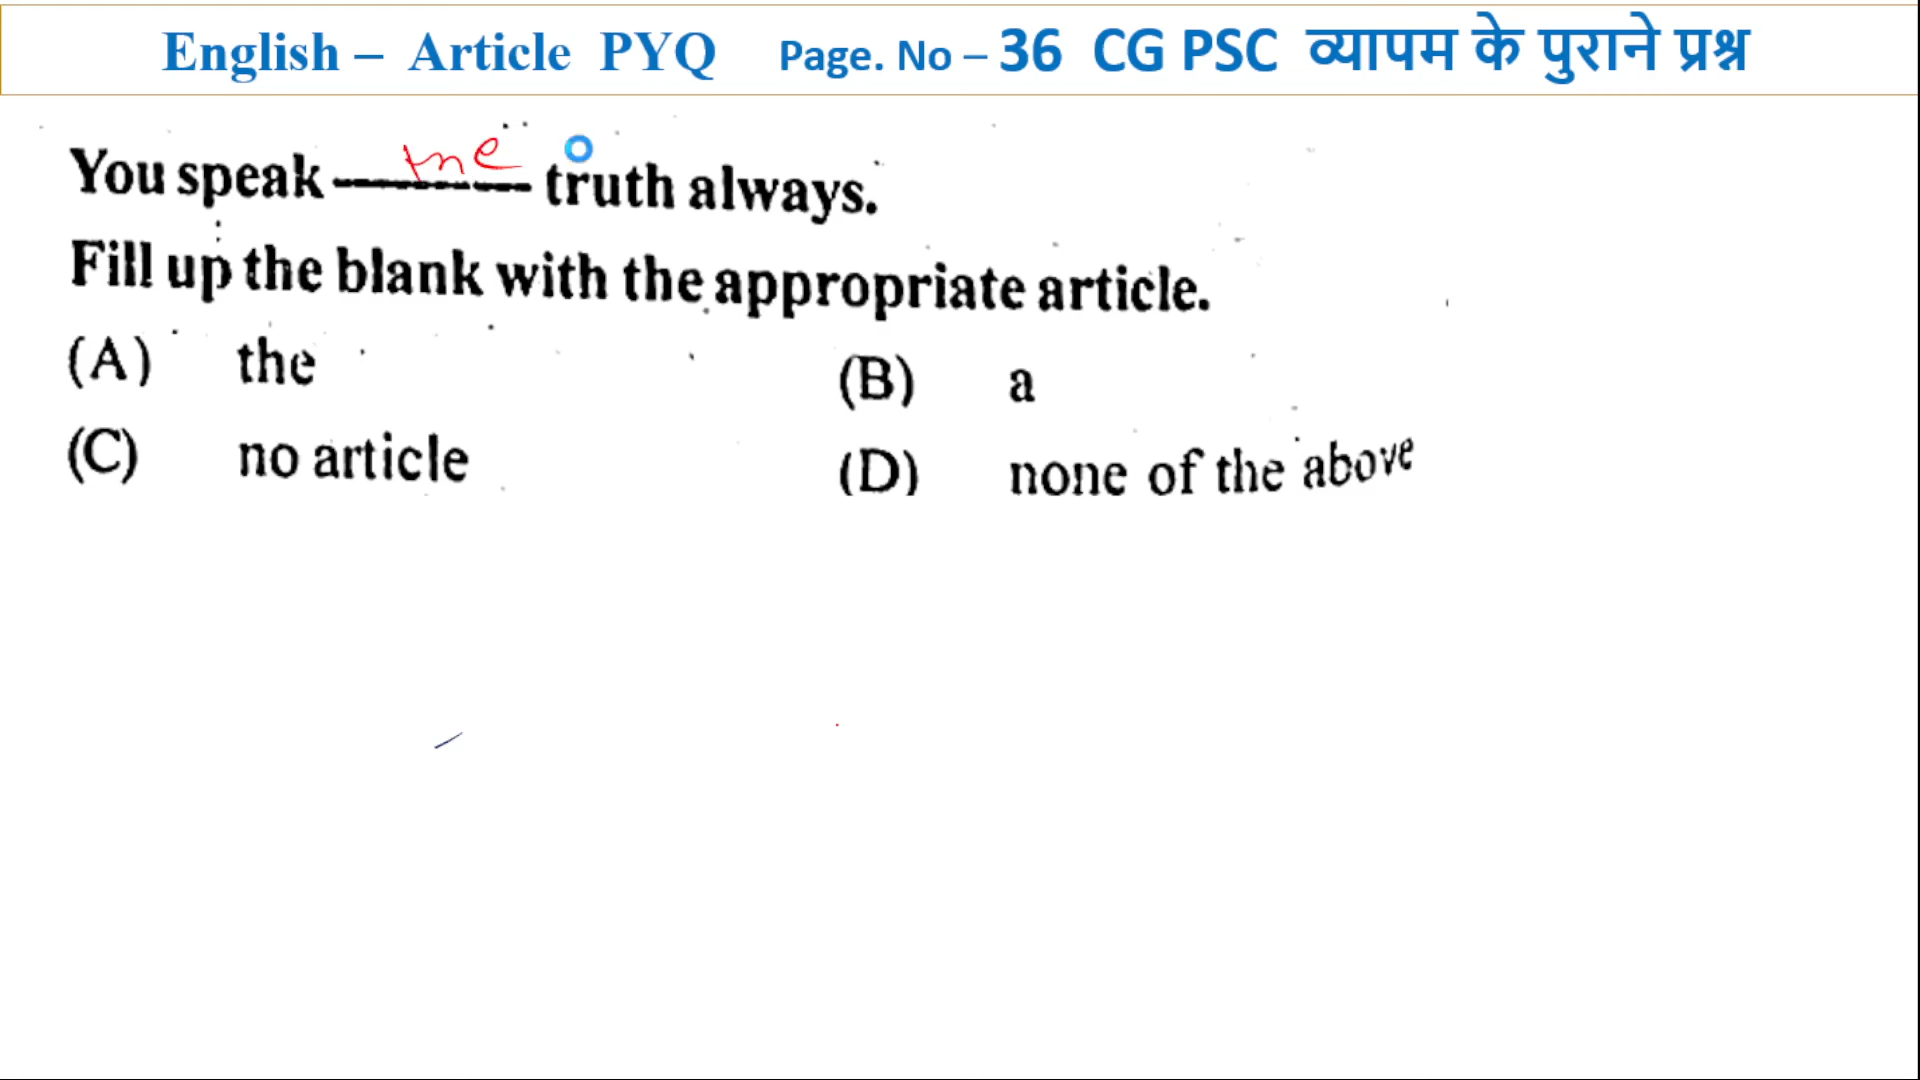 English – Article PYQ Page. No – 36 CG PSC व्यापम के पुराने प्रश्न
You speak the truth always.
Fill up the blank with the appropriate article.
(A) the (B) a
(C) no article (D) none of the above